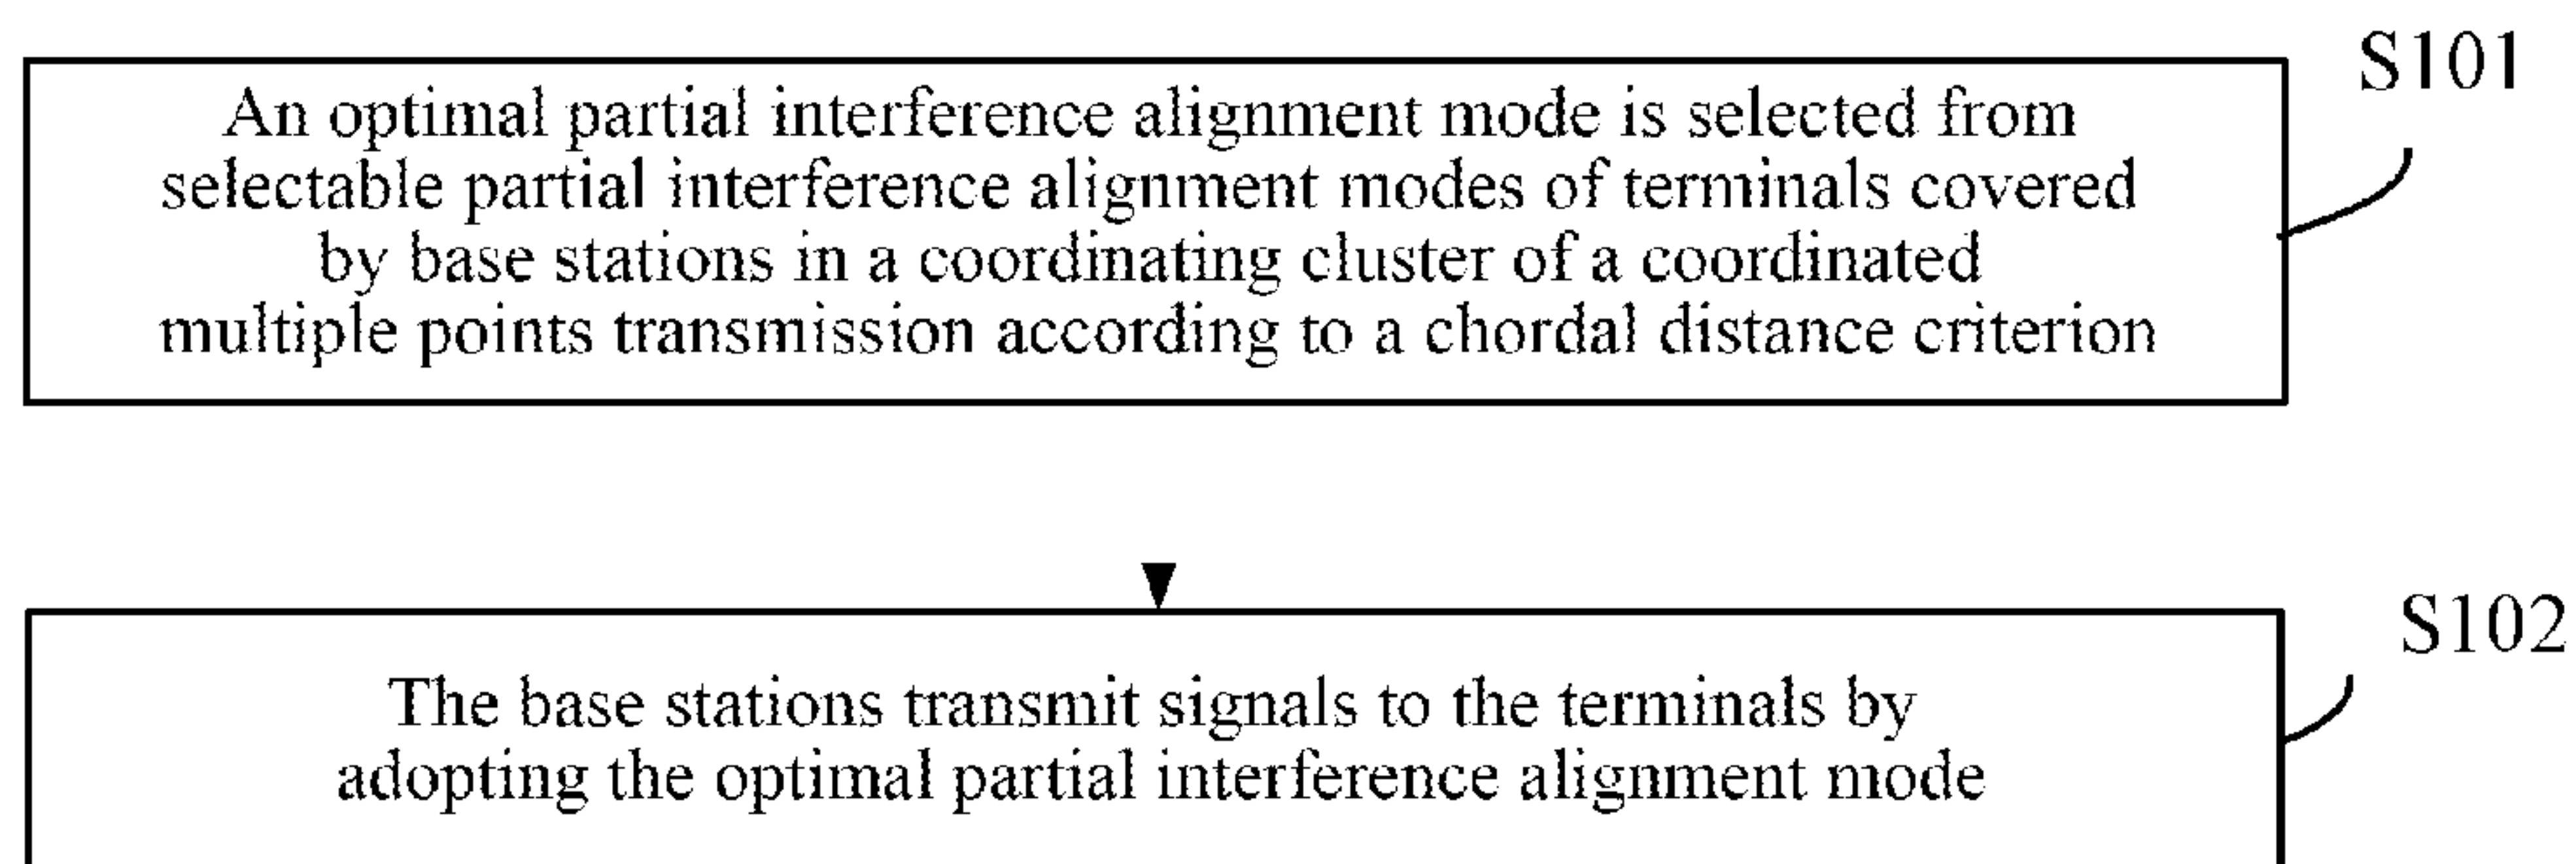 S101
An optimal partial interference alignment mode is selected from
selectable partial interference alignment modes of terminals covered
by base stations in a coordinating cluster of a coordinated
multiple points transmission according to a chordal distance criterion
S102
The base stations transmit signals to the terminals by
adopting the optimal partial interference alignment mode